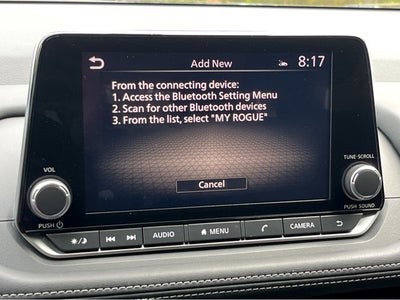 Add New
8:17
From the connecting device:
1. Access the Bluetooth Setting Menu
2. Scan for other Bluetooth devices
3. From the list, select "MY ROGUE"
Cancel
VOL
PUSH
TUNE·SCROLL
PUSH SOUND
AUDIO
MENU
CAMERA